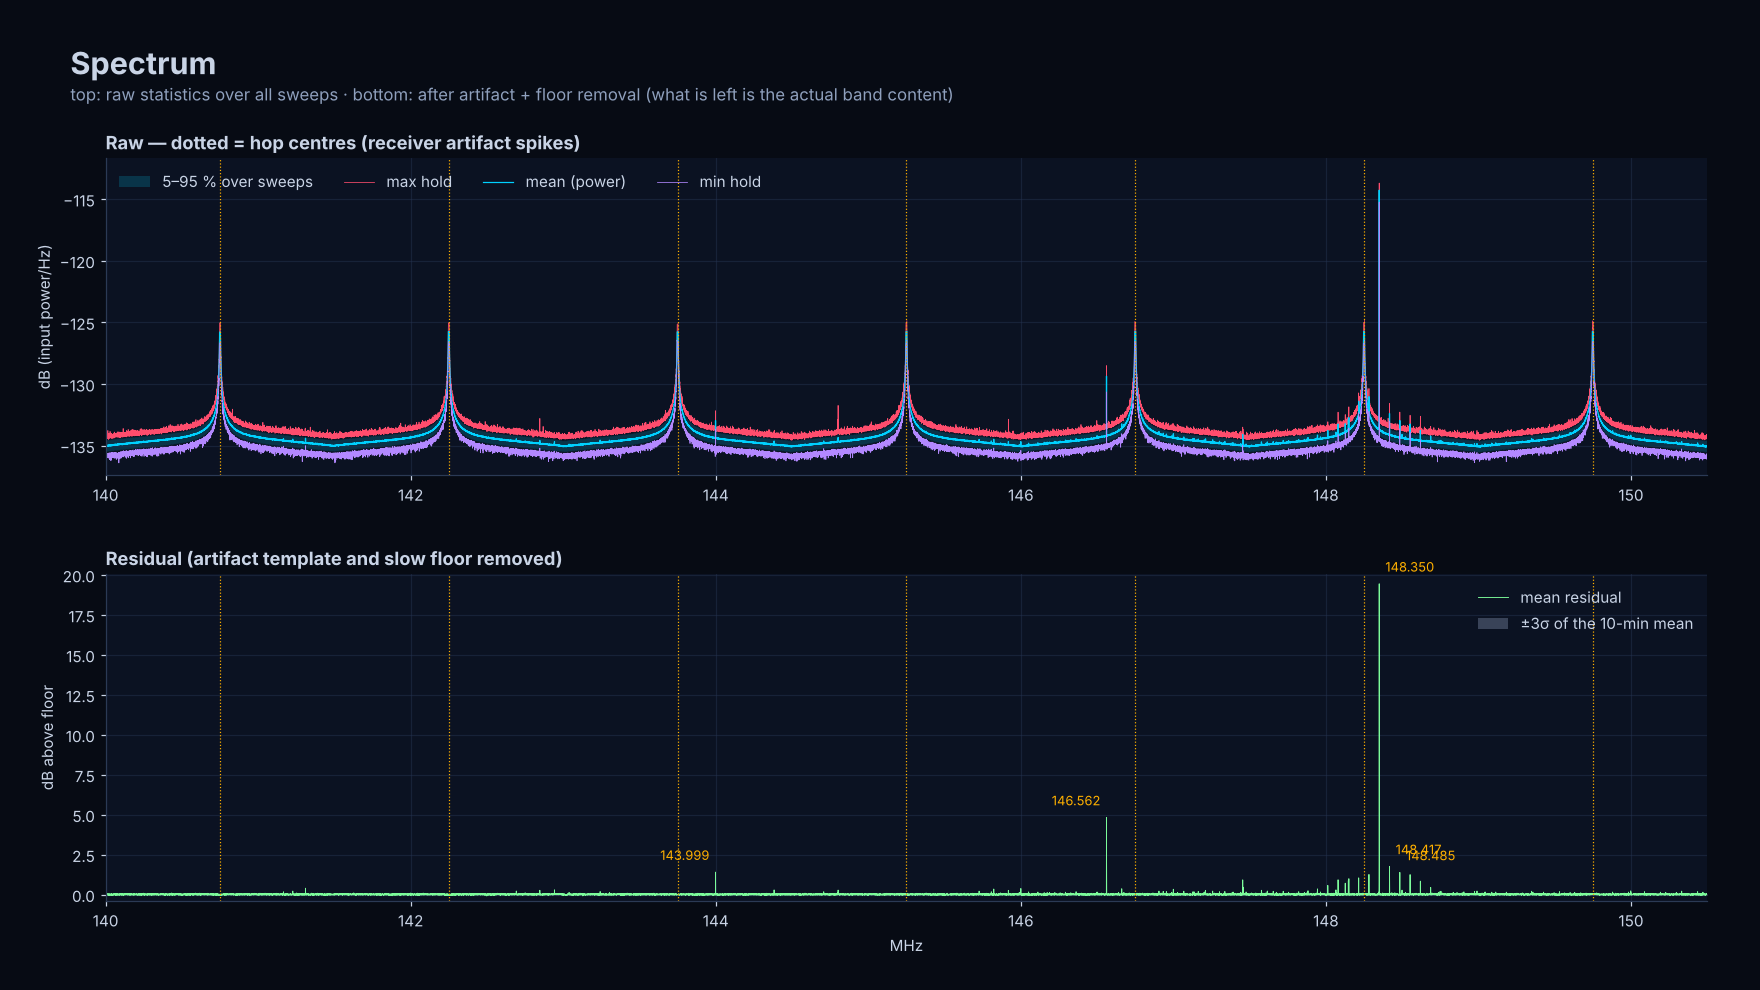 Spectrum
top: raw statistics over all sweeps · bottom: after artifact + floor removal (what is left is the actual band content)
Raw — dotted = hop centres (receiver artifact spikes)
5–95 % over sweeps max hold mean (power) min hold
−115
−120
−125
−130
−135
dB (input power/Hz)
140 142 144 146 148 150
Residual (artifact template and slow floor removed)
148.350
mean residual
±3σ of the 10-min mean
20.0
17.5
15.0
12.5
10.0
7.5
5.0
2.5
0.0
dB above floor
146.562
143.999
148.417
148.485
140 142 144 146 148 150
MHz